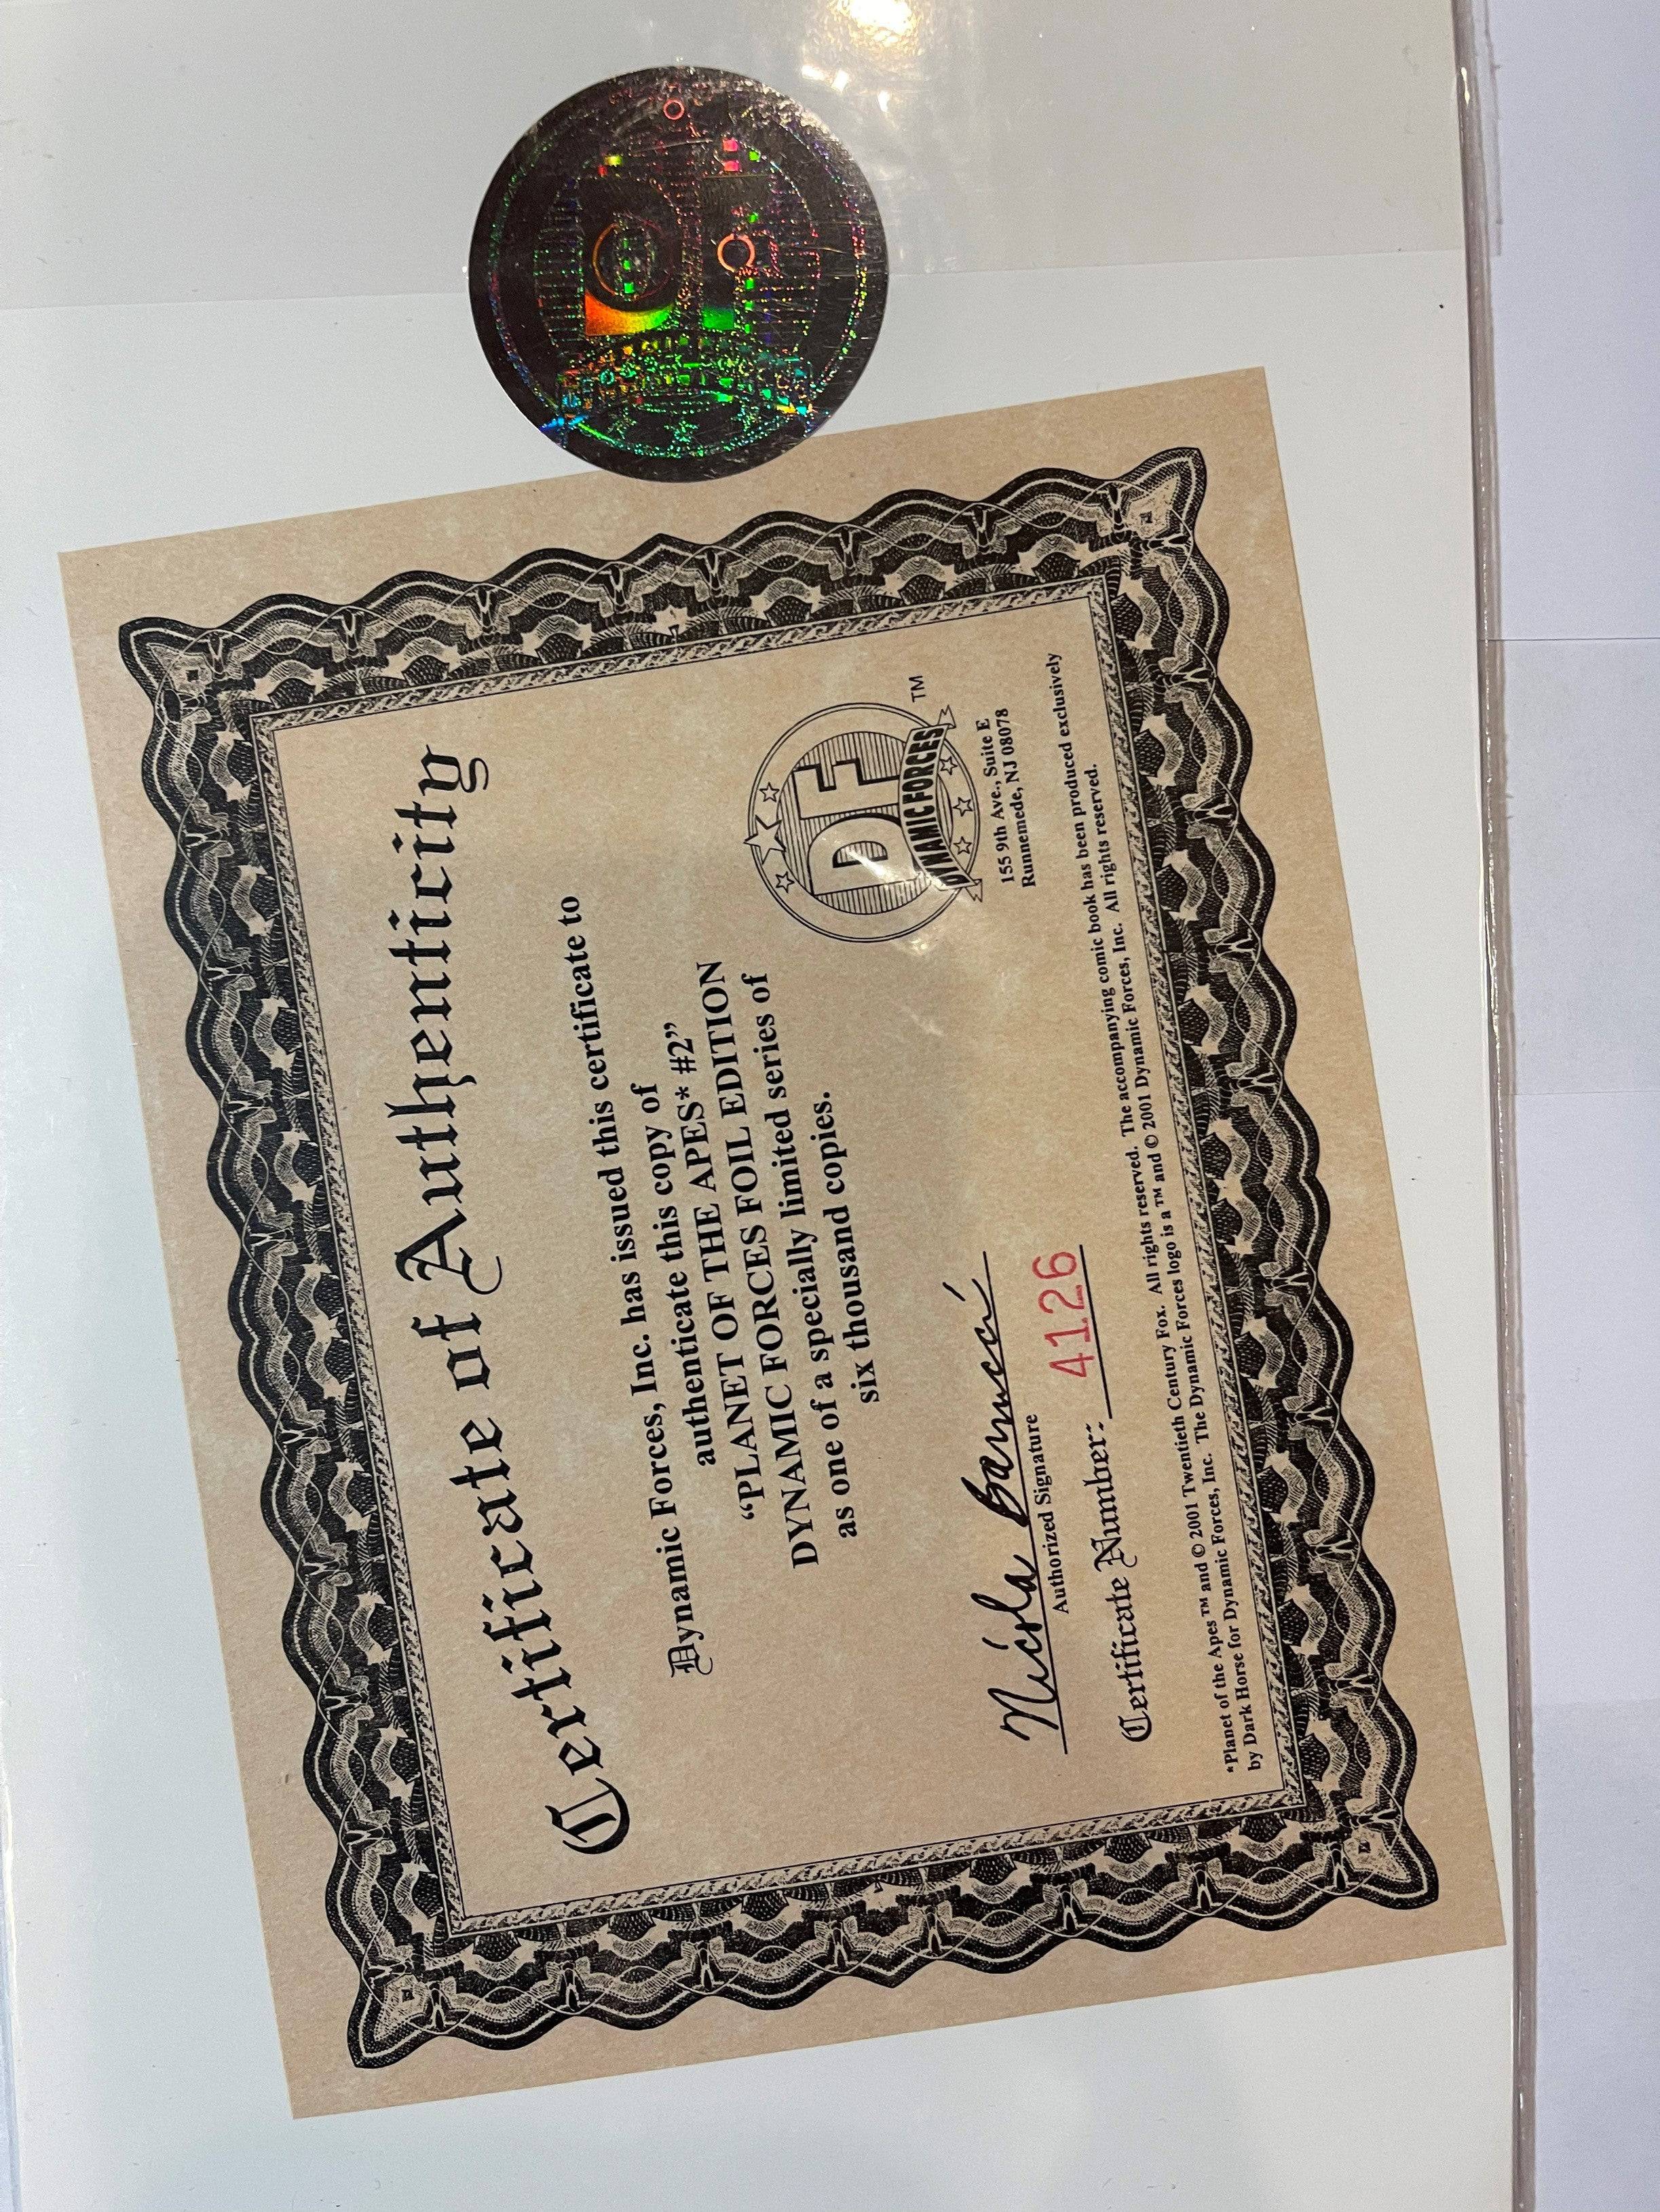 Certificate of Authenticity
Dynamic Forces, Inc. has issued this certificate to
authenticate this copy of
“PLANET OF THE APES* #2”
DYNAMIC FORCES FOIL EDITION
as one of a specially limited series of
six thousand copies.
DF
DYNAMIC FORCES
TM
155 9th Ave., Suite E
Runnemede, NJ 08078
Authorized Signature
Certificate Number: 4126
*Planet of the Apes ™ and © 2001 Twentieth Century Fox. All rights reserved. The accompanying comic book has been produced exclusively
by Dark Horse for Dynamic Forces, Inc. The Dynamic Forces logo is a ™ and © 2001 Dynamic Forces, Inc. All rights reserved.